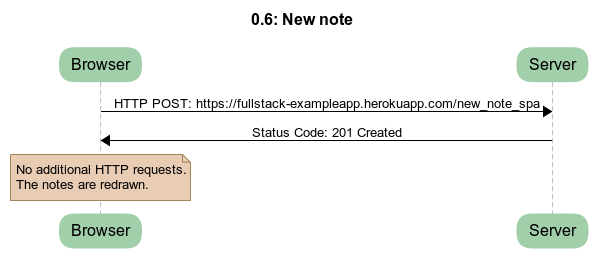 0.6: New note
Browser
Server
HTTP POST: https://fullstack-exampleapp.herokuapp.com/new_note_spa
Status Code: 201 Created
No additional HTTP requests.
The notes are redrawn.
Browser
Server